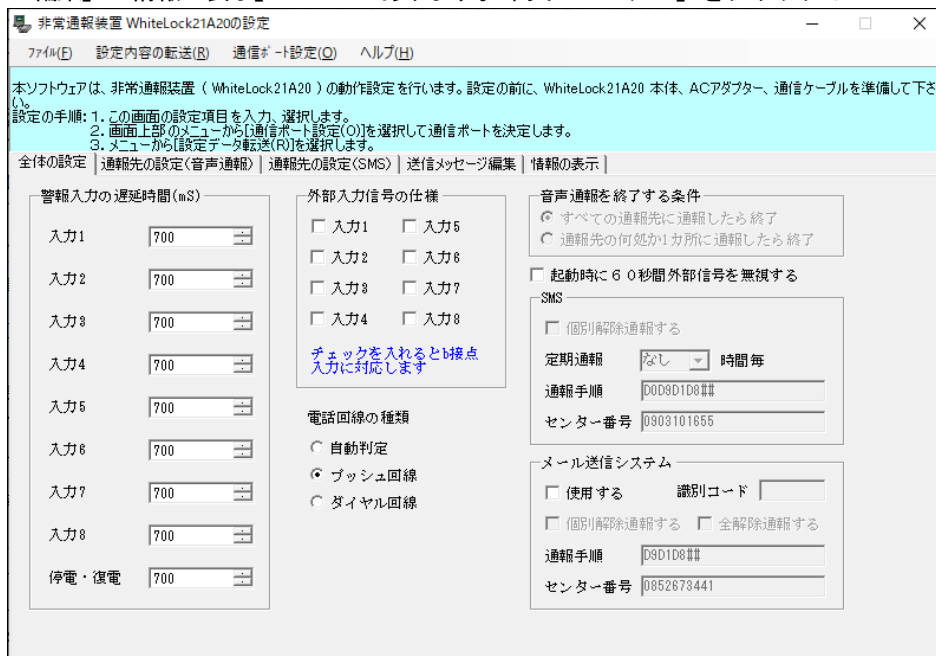 非常通報装置 WhiteLock21A20の設定
ファイル(F) 設定内容の転送(R) 通信ポート設定(O) ヘルプ(H)
本ソフトウェアは、非常通報装置 ( WhiteLock21A20 ) の動作設定を行います。設定の前に、WhiteLock21A20 本体、ACアダプター、通信ケーブルを準備して下さ
い。
設定の手順: 1. この画面の設定項目を入力、選択します。
2. 画面上部のメニューから[通信ポート設定(O)]を選択して通信ポートを決定します。
3. メニューから[設定データ転送(R)]を選択します。
全体の設定 通報先の設定(音声通報) 通報先の設定(SMS) 送信メッセージ編集 情報の表示
警報入力の遅延時間(mS)
入力1 700
入力2 700
入力3 700
入力4 700
入力5 700
入力6 700
入力7 700
入力8 700
停電・復電 700
外部入力信号の仕様
入力1 入力5
入力2 入力6
入力3 入力7
入力4 入力8
チェックを入れるとb接点
入力に対応します
電話回線の種類
自動判定
プッシュ回線
ダイヤル回線
音声通報を終了する条件
すべての通報先に通報したら終了
通報先の何処か1カ所に通報したら終了
起動時に60秒間外部信号を無視する
SMS
個別解除通報する
定期通報 なし 時間毎
通報手順 D0D9D1D8##
センター番号 0903101655
メール送信システム
使用する 識別コード
個別解除通報する 全解除通報する
通報手順 D9D1D8##
センター番号 0852673441